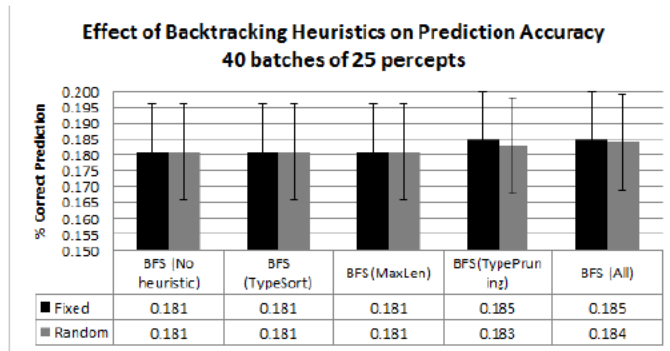 Effect of Backtracking Heuristics on Prediction Accuracy
40 batches of 25 percepts
% Correct Prediction
0.200
0.195
0.190
0.185
0.180
0.175
0.170
0.165
0.160
0.155
0.150
BFS (No heuristic) BFS (TypeSort) BFS(MaxLen) BFS(TypePruning) BFS (All)
Fixed 0.181 0.181 0.181 0.185 0.185
Random 0.181 0.181 0.181 0.183 0.184